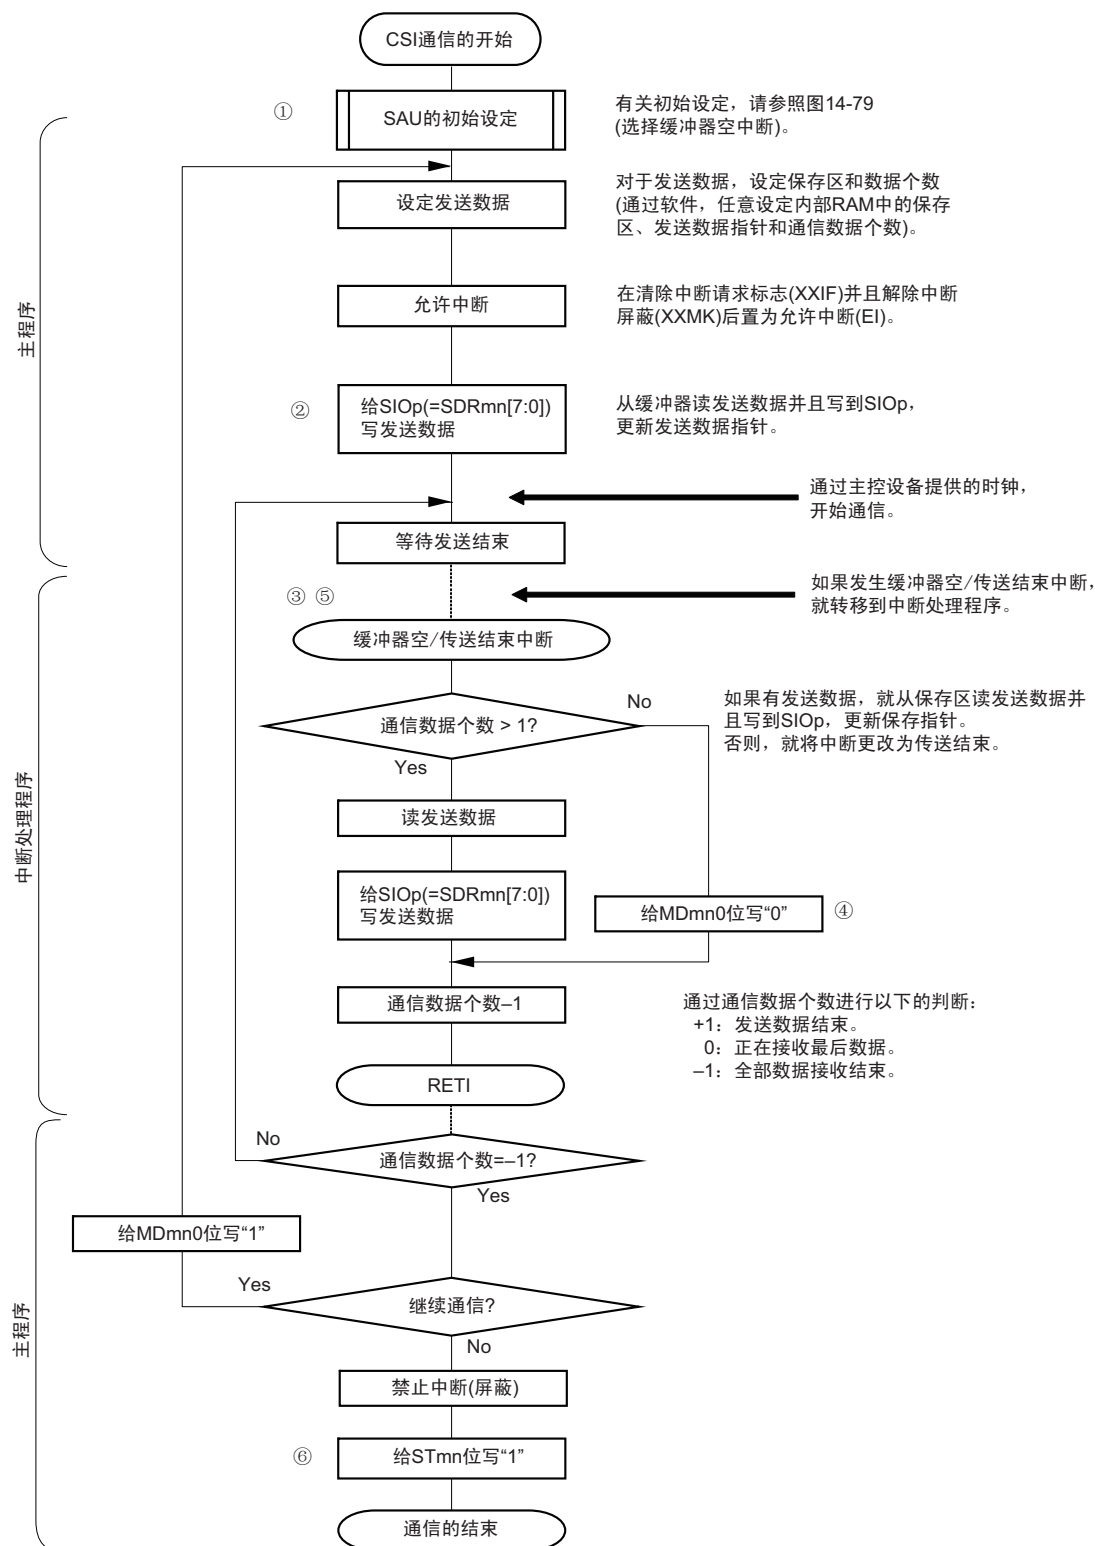 CSI通信的开始
①
SAU的初始设定
有关初始设定，请参照图14-79
(选择缓冲器空中断)。
设定发送数据
对于发送数据，设定保存区和数据个数
(通过软件，任意设定内部RAM中的保存
区、发送数据指针和通信数据个数)。
主程序
允许中断
在清除中断请求标志(XXIF)并且解除中断
屏蔽(XXMK)后置为允许中断(EI)。
②
给SIOp(=SDRmn[7:0])
写发送数据
从缓冲器读发送数据并且写到SIOp，
更新发送数据指针。
通过主控设备提供的时钟，
开始通信。
等待发送结束
③ ⑤
如果发生缓冲器空/传送结束中断，
就转移到中断处理程序。
缓冲器空/传送结束中断
通信数据个数 > 1?
No
Yes
如果有发送数据，就从保存区读发送数据并
且写到SIOp，更新保存指针。
否则，就将中断更改为传送结束。
中断处理程序
读发送数据
给SIOp(=SDRmn[7:0])
写发送数据
给MDmn0位写“0”
④
通信数据个数–1
通过通信数据个数进行以下的判断：
+1：发送数据结束。
0：正在接收最后数据。
–1：全部数据接收结束。
RETI
No
通信数据个数=–1?
Yes
给MDmn0位写“1”
Yes
继续通信?
No
主程序
禁止中断(屏蔽)
⑥
给STmn位写“1”
通信的结束